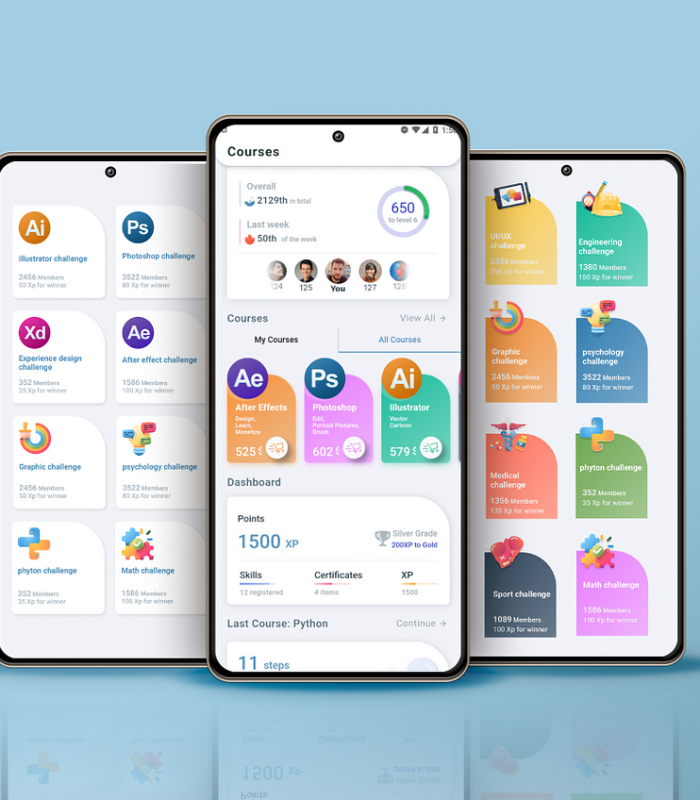 Ai
illustrator challenge
2456 Members
50 Xp for winner
Ps
Photoshop challenge
3522 Members
80 Xp for winner
Xd
Experience design
challenge
352 Members
35 Xp for winner
Ae
After effect challenge
1586 Members
100 Xp for winner
Graphic challenge
2456 Members
50 Xp for winner
psychology challenge
3522 Members
80 Xp for winner
phyton challenge
352 Members
35 Xp for winner
Math challenge
1586 Members
100 Xp for winner
Courses
Overall
2129th in total
Last week
50th of the week
650
to level 6
124
125
You
127
128
Courses
View All →
My Courses
All Courses
Ae
After Effects
Design,
Learn,
Monetize
525 $
Ps
Photoshop
Edit,
Portrait Pictures,
Brush
602 $
Ai
Illustrator
Vector
Cartoon
579 $
Dashboard
Points
1500 XP
Silver Grade
200XP to Gold
Skills
12 registered
Certificates
4 items
XP
1500
Last Course: Python
Continue →
11 steps
UI/UX
challenge
2356 Members
Xp for winner
Engineering
challenge
1380 Members
150 Xp for winner
Graphic
challenge
2456 Members
50 Xp for winner
psychology
challenge
3522 Members
80 Xp for winner
Medical
challenge
1356 Members
135 Xp for winner
phyton challenge
352 Members
35 Xp for winner
Sport challenge
1089 Members
100 Xp for winner
Math challenge
1586 Members
100 Xp for winner